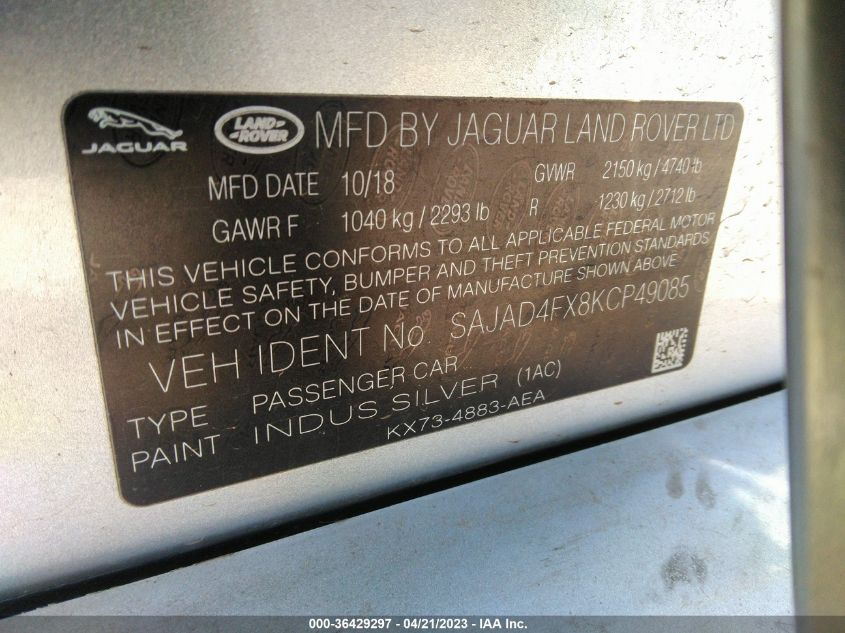 JAGUAR LAND ROVER MFD BY JAGUAR LAND ROVER LTD
MFD DATE 10/18 GVWR 2150 kg / 4740 lb
GAWR F 1040 kg / 2293 lb R 1230 kg / 2712 lb
THIS VEHICLE CONFORMS TO ALL APPLICABLE FEDERAL MOTOR
VEHICLE SAFETY, BUMPER AND THEFT PREVENTION STANDARDS
IN EFFECT ON THE DATE OF MANUFACTURE SHOWN ABOVE
VEH IDENT No. SAJAD4FX8KCP49085
TYPE PASSENGER CAR
PAINT INDUS SILVER (1AC)
KX73-4883-AEA
000-36429297 - 04/21/2023 - IAA Inc.